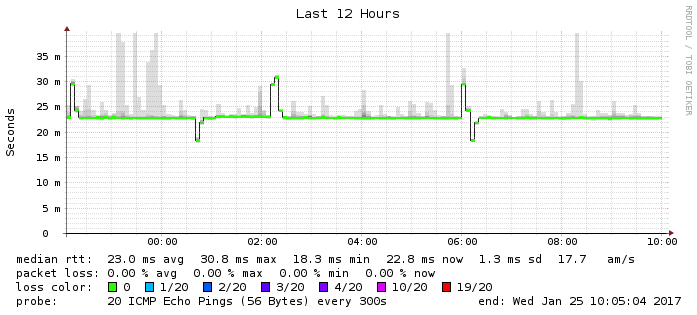 Last 12 Hours
RRDTOOL / TOBI OETIKER
Seconds
35 m
30 m
25 m
20 m
15 m
10 m
5 m
0
00:00 02:00 04:00 06:00 08:00 10:00
median rtt: 23.0 ms avg 30.8 ms max 18.3 ms min 22.8 ms now 1.3 ms sd 17.7 am/s
packet loss: 0.00 % avg 0.00 % max 0.00 % min 0.00 % now
loss color: 0 1/20 2/20 3/20 4/20 10/20 19/20
probe: 20 ICMP Echo Pings (56 Bytes) every 300s end: Wed Jan 25 10:05:04 2017